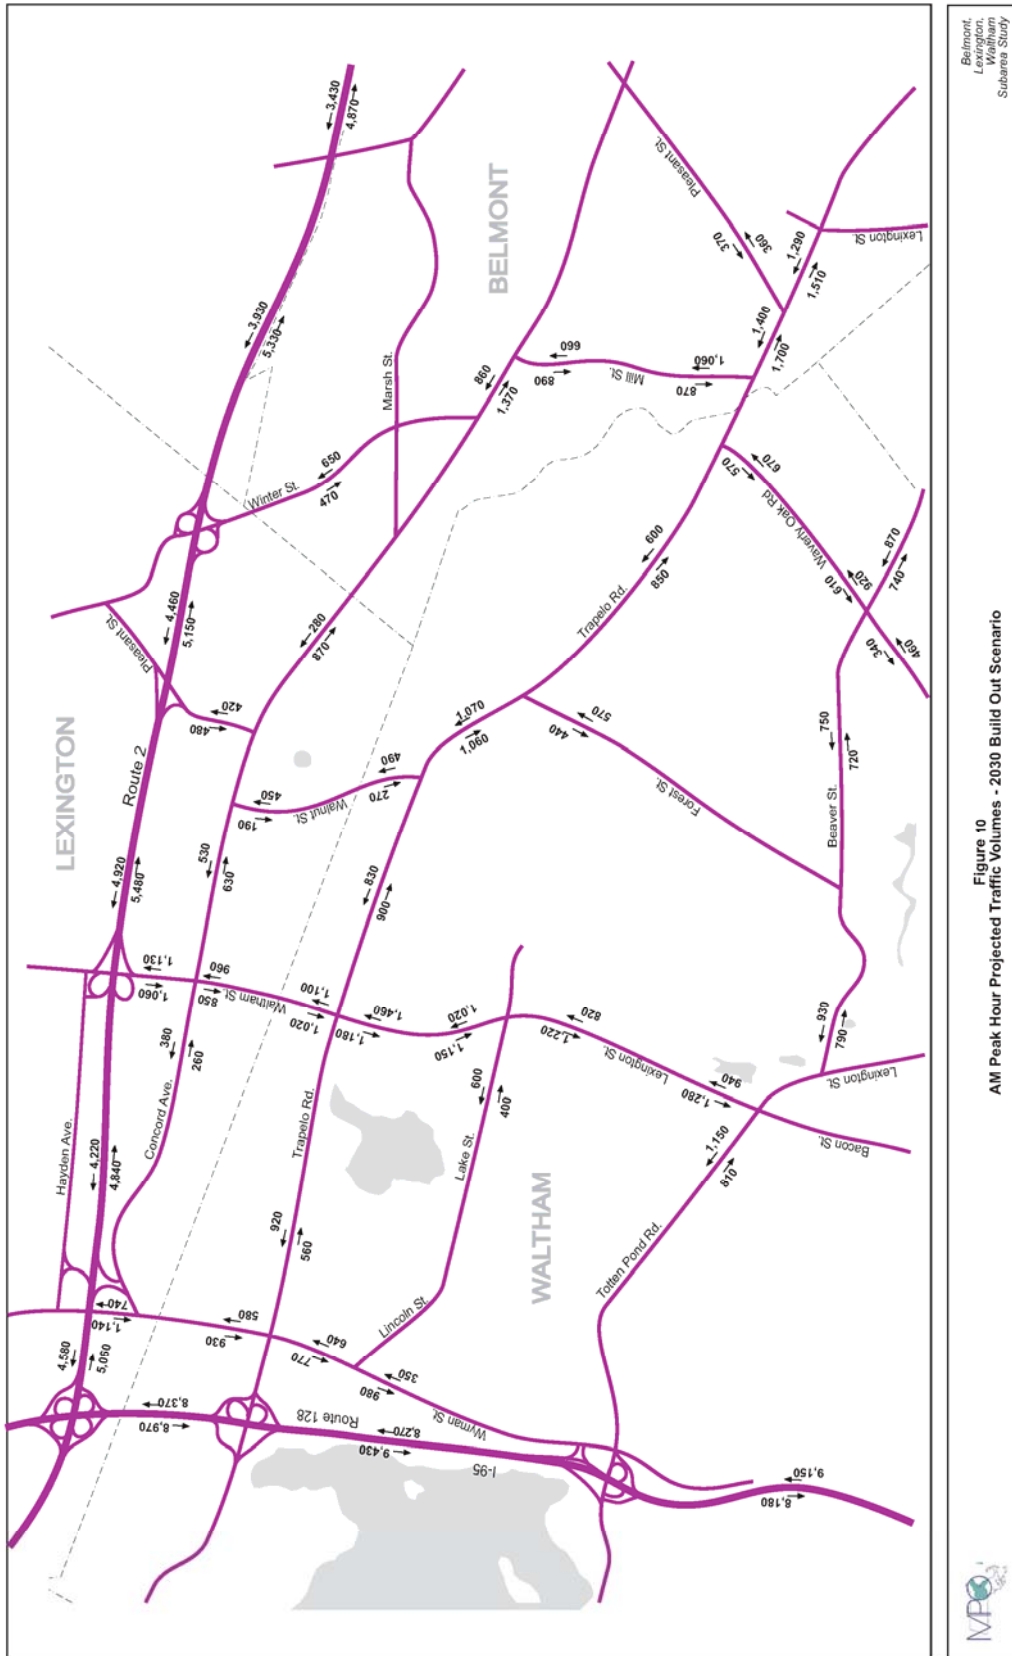 Belmont,
Lexington,
Waltham
Subarea Study
3,430
4,870
BELMONT
Pleasant St.
3,930
5,330
370
360
1,290
1,510
Lexington St.
Marsh St.
860
1,370
660
890
Mill St.
1,060
870
1,400
1,700
Winter St.
650
470
570
670
Waverly Oak Rd
4,460
5,150
280
870
600
850
Trapelo Rd.
610
920
870
740
Pleasant St.
LEXINGTON
Route 2
420
480
1,070
1,060
570
440
Forest St.
340
460
750
720
Beaver St.
490
270
450
190
Walnut St.
4,920
5,480
530
630
830
900
1,130
1,060
960
850
Waltham St.
1,100
1,020
1,180
1,460
1,020
1,150
820
1,220
Lexington St.
930
790
Lexington St.
940
1,280
Bacon St.
380
260
Concord Ave.
Hayden Ave.
4,220
4,840
Trapelo Rd.
600
400
Lake St.
1,150
810
WALTHAM
Totten Pond Rd.
920
560
740
1,140
580
930
640
770
Lincoln St.
350
980
Wyman St.
4,580
5,060
8,370
8,970
Route 128
8,270
9,430
I-95
9,150
8,180
Figure 10
AM Peak Hour Projected Traffic Volumes - 2030 Build Out Scenario
MPO